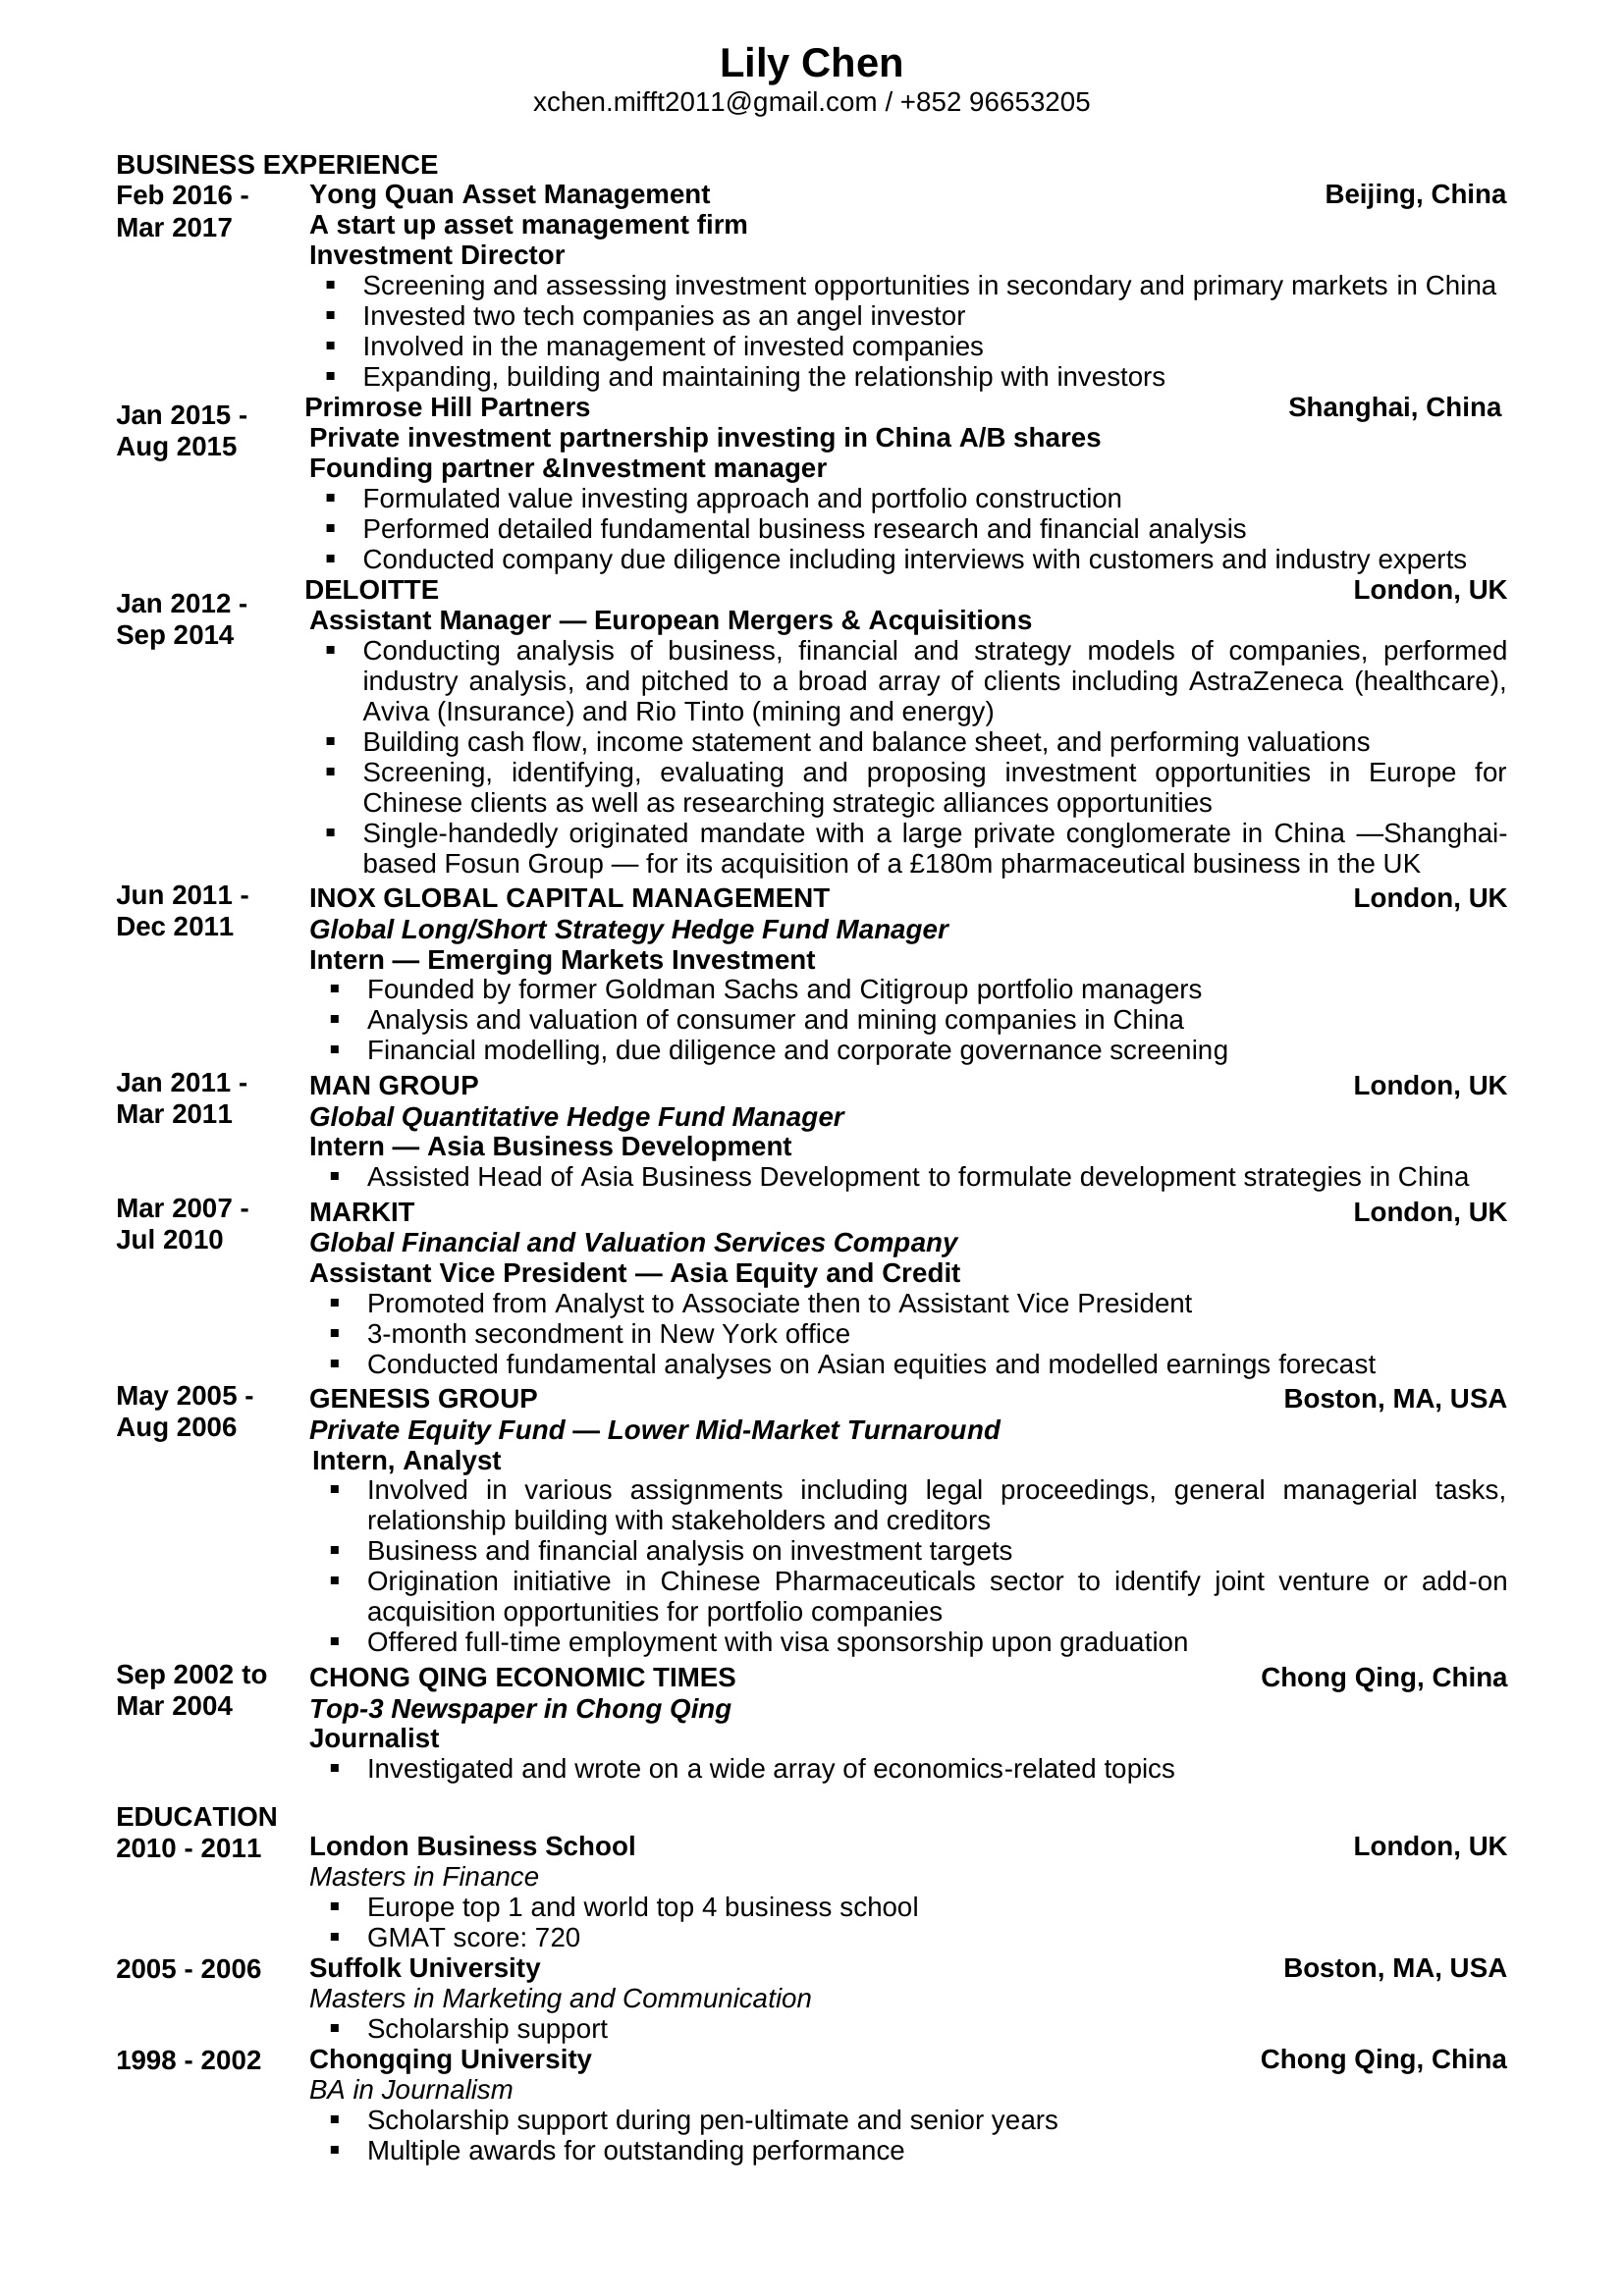 Lily Chen
xchen.mifft2011@gmail.com / +852 96653205
BUSINESS EXPERIENCE
Feb 2016 - Yong Quan Asset Management Beijing, China
Mar 2017 A start up asset management firm
Investment Director
▪ Screening and assessing investment opportunities in secondary and primary markets in China
▪ Invested two tech companies as an angel investor
▪ Involved in the management of invested companies
▪ Expanding, building and maintaining the relationship with investors
Jan 2015 - Primrose Hill Partners Shanghai, China
Aug 2015 Private investment partnership investing in China A/B shares
Founding partner &Investment manager
▪ Formulated value investing approach and portfolio construction
▪ Performed detailed fundamental business research and financial analysis
▪ Conducted company due diligence including interviews with customers and industry experts
Jan 2012 - DELOITTE London, UK
Sep 2014 Assistant Manager — European Mergers & Acquisitions
▪ Conducting analysis of business, financial and strategy models of companies, performed
industry analysis, and pitched to a broad array of clients including AstraZeneca (healthcare),
Aviva (Insurance) and Rio Tinto (mining and energy)
▪ Building cash flow, income statement and balance sheet, and performing valuations
▪ Screening, identifying, evaluating and proposing investment opportunities in Europe for
Chinese clients as well as researching strategic alliances opportunities
▪ Single-handedly originated mandate with a large private conglomerate in China —Shanghai-
based Fosun Group — for its acquisition of a £180m pharmaceutical business in the UK
Jun 2011 - INOX GLOBAL CAPITAL MANAGEMENT London, UK
Dec 2011 Global Long/Short Strategy Hedge Fund Manager
Intern — Emerging Markets Investment
▪ Founded by former Goldman Sachs and Citigroup portfolio managers
▪ Analysis and valuation of consumer and mining companies in China
▪ Financial modelling, due diligence and corporate governance screening
Jan 2011 - MAN GROUP London, UK
Mar 2011 Global Quantitative Hedge Fund Manager
Intern — Asia Business Development
▪ Assisted Head of Asia Business Development to formulate development strategies in China
Mar 2007 - MARKIT London, UK
Jul 2010 Global Financial and Valuation Services Company
Assistant Vice President — Asia Equity and Credit
▪ Promoted from Analyst to Associate then to Assistant Vice President
▪ 3-month secondment in New York office
▪ Conducted fundamental analyses on Asian equities and modelled earnings forecast
May 2005 - GENESIS GROUP Boston, MA, USA
Aug 2006 Private Equity Fund — Lower Mid-Market Turnaround
Intern, Analyst
▪ Involved in various assignments including legal proceedings, general managerial tasks,
relationship building with stakeholders and creditors
▪ Business and financial analysis on investment targets
▪ Origination initiative in Chinese Pharmaceuticals sector to identify joint venture or add-on
acquisition opportunities for portfolio companies
▪ Offered full-time employment with visa sponsorship upon graduation
Sep 2002 to CHONG QING ECONOMIC TIMES Chong Qing, China
Mar 2004 Top-3 Newspaper in Chong Qing
Journalist
▪ Investigated and wrote on a wide array of economics-related topics
EDUCATION
2010 - 2011 London Business School London, UK
Masters in Finance
▪ Europe top 1 and world top 4 business school
▪ GMAT score: 720
2005 - 2006 Suffolk University Boston, MA, USA
Masters in Marketing and Communication
▪ Scholarship support
1998 - 2002 Chongqing University Chong Qing, China
BA in Journalism
▪ Scholarship support during pen-ultimate and senior years
▪ Multiple awards for outstanding performance